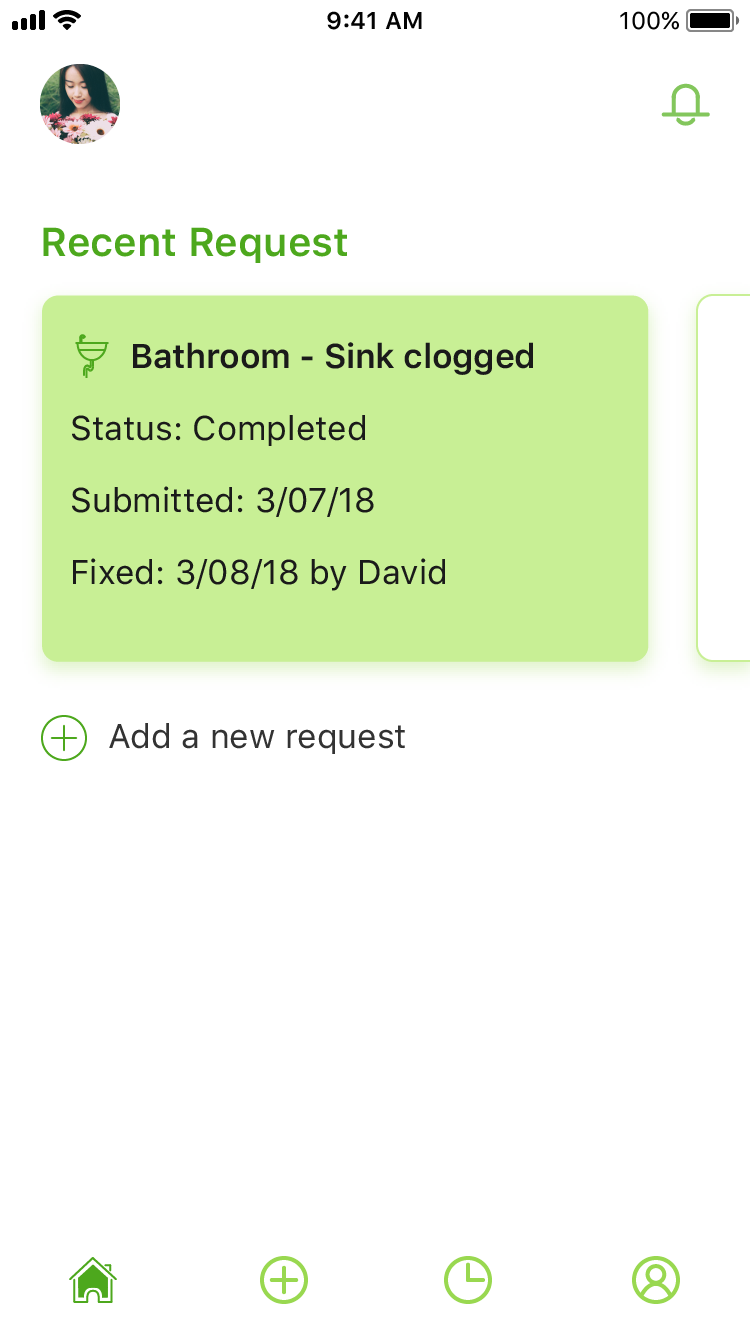 9:41 AM
100%
Recent Request
Bathroom - Sink clogged
Status: Completed
Submitted: 3/07/18
Fixed: 3/08/18 by David
Add a new request